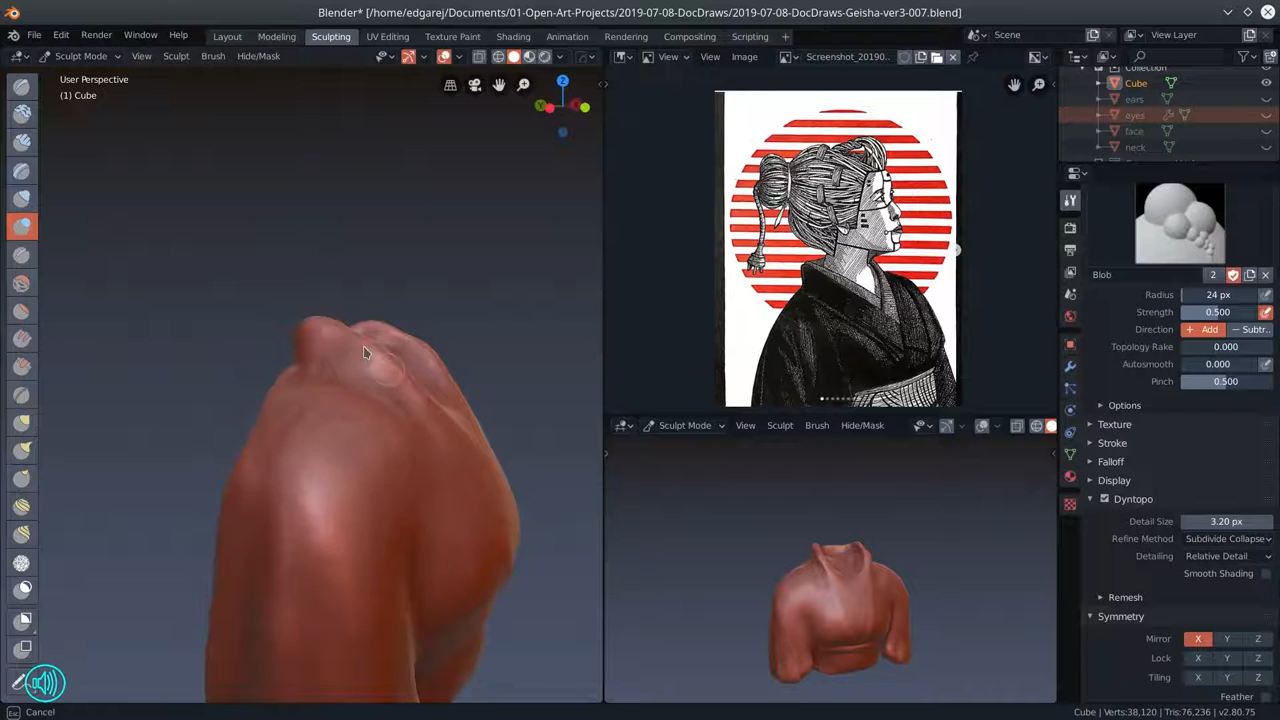 Blender* [/home/edgarej/Documents/01-Open-Art-Projects/2019-07-08-DocDraws/2019-07-08-DocDraws-Geisha-ver3-007.blend]
File Edit Render Window Help Layout Modeling Sculpting UV Editing Texture Paint Shading Animation Rendering Compositing Scripting + Scene View Layer
Sculpt Mode View Sculpt Brush Hide/Mask
View View Image Screenshot_20190...
User Perspective
(1) Cube
Z
Y
Collection
Cube
ears
eyes
face
neck
Blob 2
Radius 24 px
Strength 0.500
Direction + Add − Subtr..
Topology Rake 0.000
Autosmooth 0.000
Pinch 0.500
Options
Texture
Stroke
Falloff
Display
Dyntopo
Detail Size 3.20 px
Refine Method Subdivide Collapse
Detailing Relative Detail
Smooth Shading
Remesh
Symmetry
Mirror X Y Z
Lock X Y Z
Tiling X Y Z
Feather
Sculpt Mode View Sculpt Brush Hide/Mask
Esc Cancel
Cube | Verts:38,120 | Tris:76,236 | v2.80.75